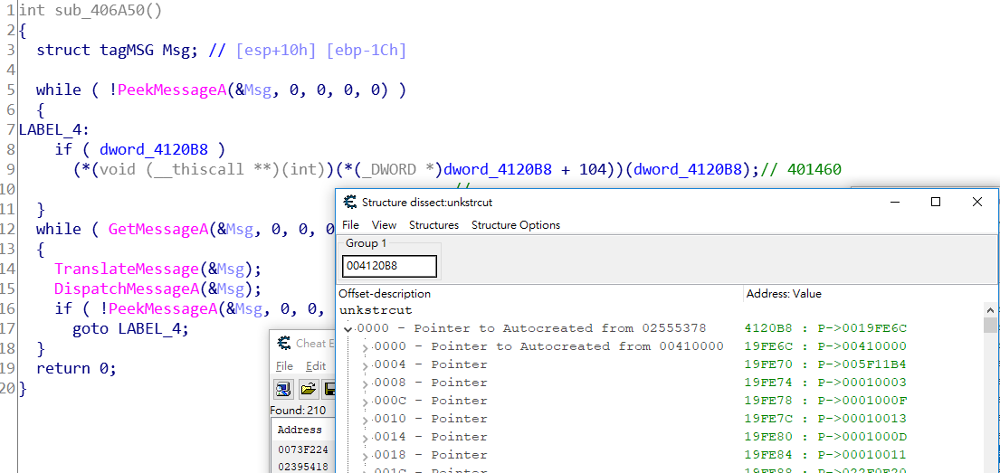 1 int sub_406A50()
2 {
3 struct tagMSG Msg; // [esp+10h] [ebp-1Ch]
4
5 while ( !PeekMessageA(&Msg, 0, 0, 0, 0) )
6 {
7 LABEL_4:
8 if ( dword_4120B8 )
9 (*(void (__thiscall **)(int))(*(_DWORD *)dword_4120B8 + 104))(dword_4120B8);// 401460
10 //
11 }
12 while ( GetMessageA(&Msg, 0, 0, 0
13 {
14 TranslateMessage(&Msg);
15 DispatchMessageA(&Msg);
16 if ( !PeekMessageA(&Msg, 0, 0,
17 goto LABEL_4;
18 }
19 return 0;
20 }
Structure dissect:unkstrcut
File View Structures Structure Options
Group 1
004120B8
Offset-description Address: Value
unkstrcut
0000 - Pointer to Autocreated from 02555378 4120B8 : P->0019FE6C
0000 - Pointer to Autocreated from 00410000 19FE6C : P->00410000
0004 - Pointer 19FE70 : P->005F11B4
0008 - Pointer 19FE74 : P->00010003
000C - Pointer 19FE78 : P->0001000F
0010 - Pointer 19FE7C : P->00010013
0014 - Pointer 19FE80 : P->0001000D
0018 - Pointer 19FE84 : P->00010011
Cheat E
File Edit
Found: 210
Address
0073F224
02395418